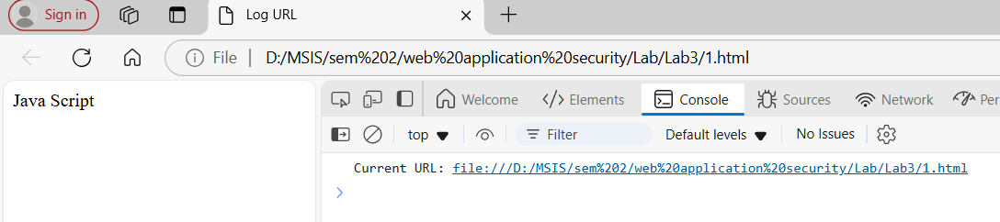 Sign in Log URL
File D:/MSIS/sem%202/web%20application%20security/Lab/Lab3/1.html
Java Script
Welcome Elements Console Sources Network Per
top Filter Default levels No Issues
Current URL: file:///D:/MSIS/sem%202/web%20application%20security/Lab/Lab3/1.html